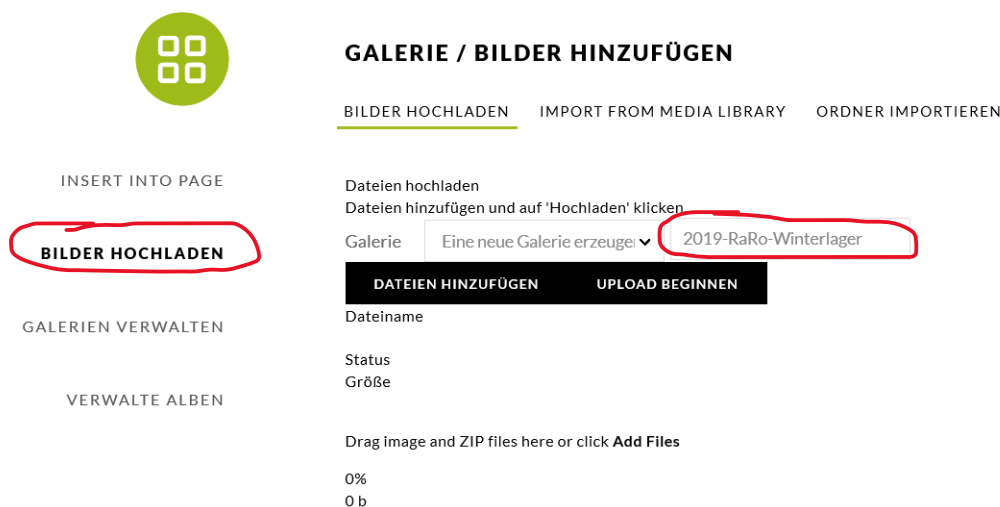 GALERIE / BILDER HINZUFÜGEN
BILDER HOCHLADEN IMPORT FROM MEDIA LIBRARY ORDNER IMPORTIEREN
INSERT INTO PAGE
BILDER HOCHLADEN
GALERIEN VERWALTEN
VERWALTE ALBEN
Dateien hochladen
Dateien hinzufügen und auf 'Hochladen' klicken
Galerie Eine neue Galerie erzeuge 2019-RaRo-Winterlager
DATEIEN HINZUFÜGEN UPLOAD BEGINNEN
Dateiname
Status
Größe
Drag image and ZIP files here or click Add Files
0%
0 b